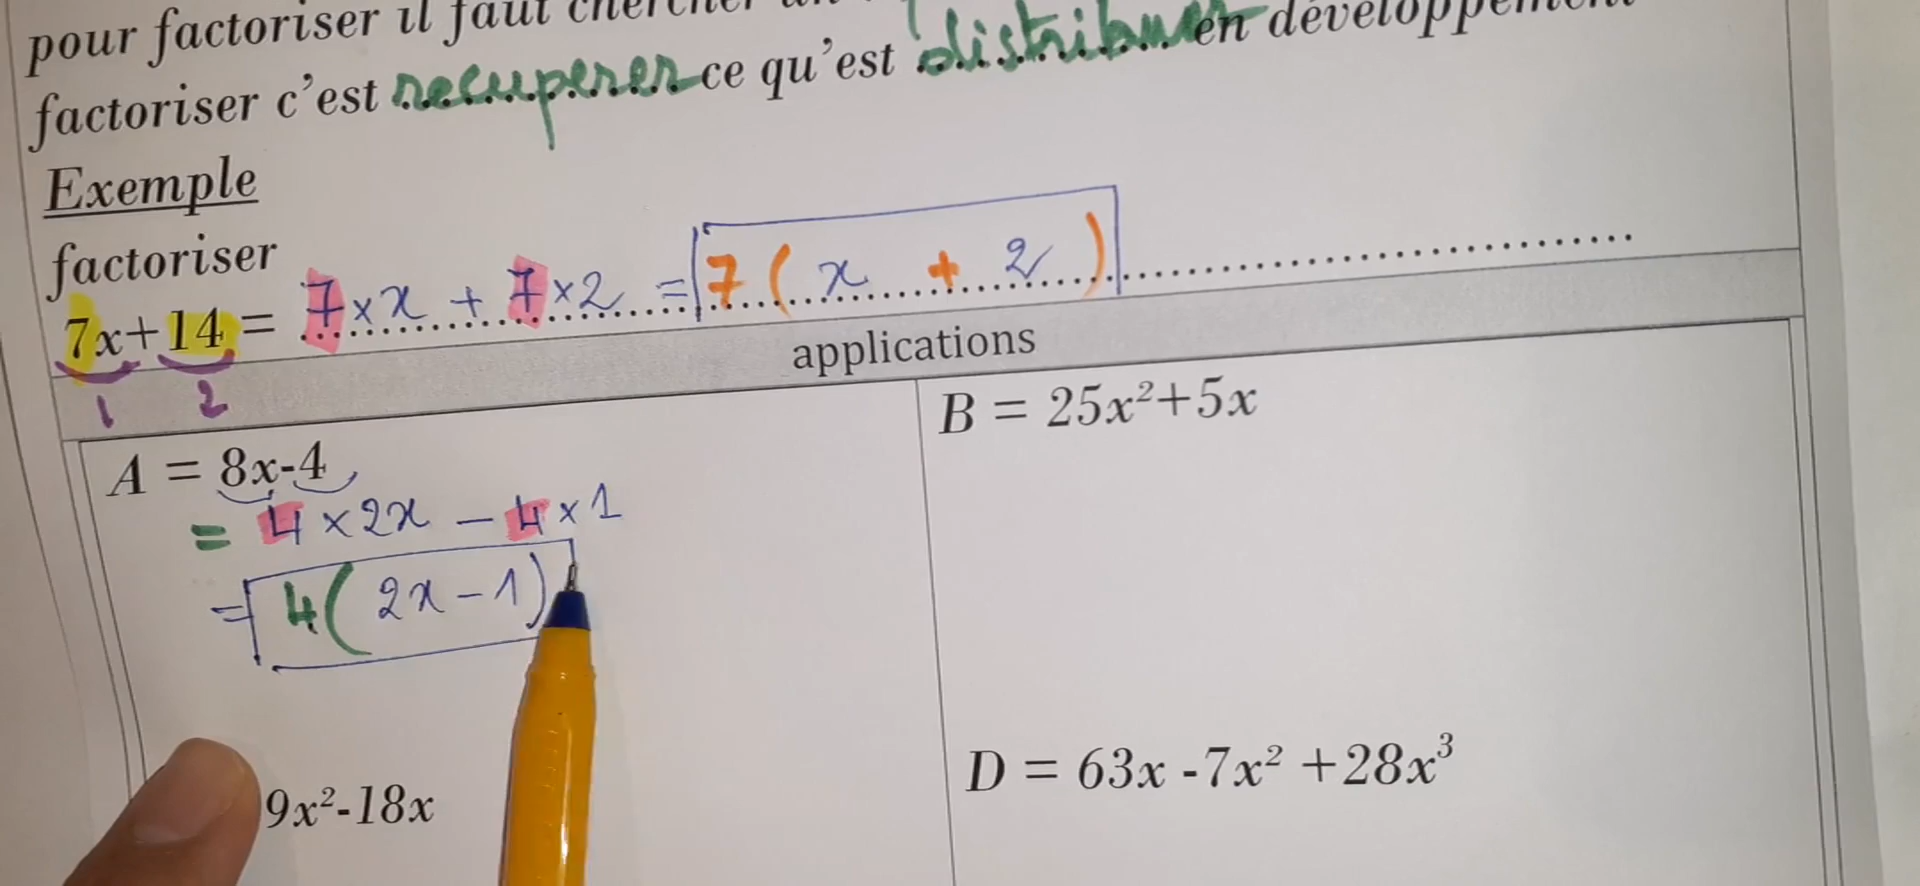 pour factoriser il faut chercher
factoriser c'est recuperer ce qu'est distribuer en développement
Exemple
factoriser
7x+14 = 7×x + 7×2 = 7( x + 2 )
1 2
applications
A = 8x-4
= 4 × 2x - 4 × 1
= 4( 2x - 1 )
B = 25x²+5x
9x²-18x
D = 63x -7x² +28x³